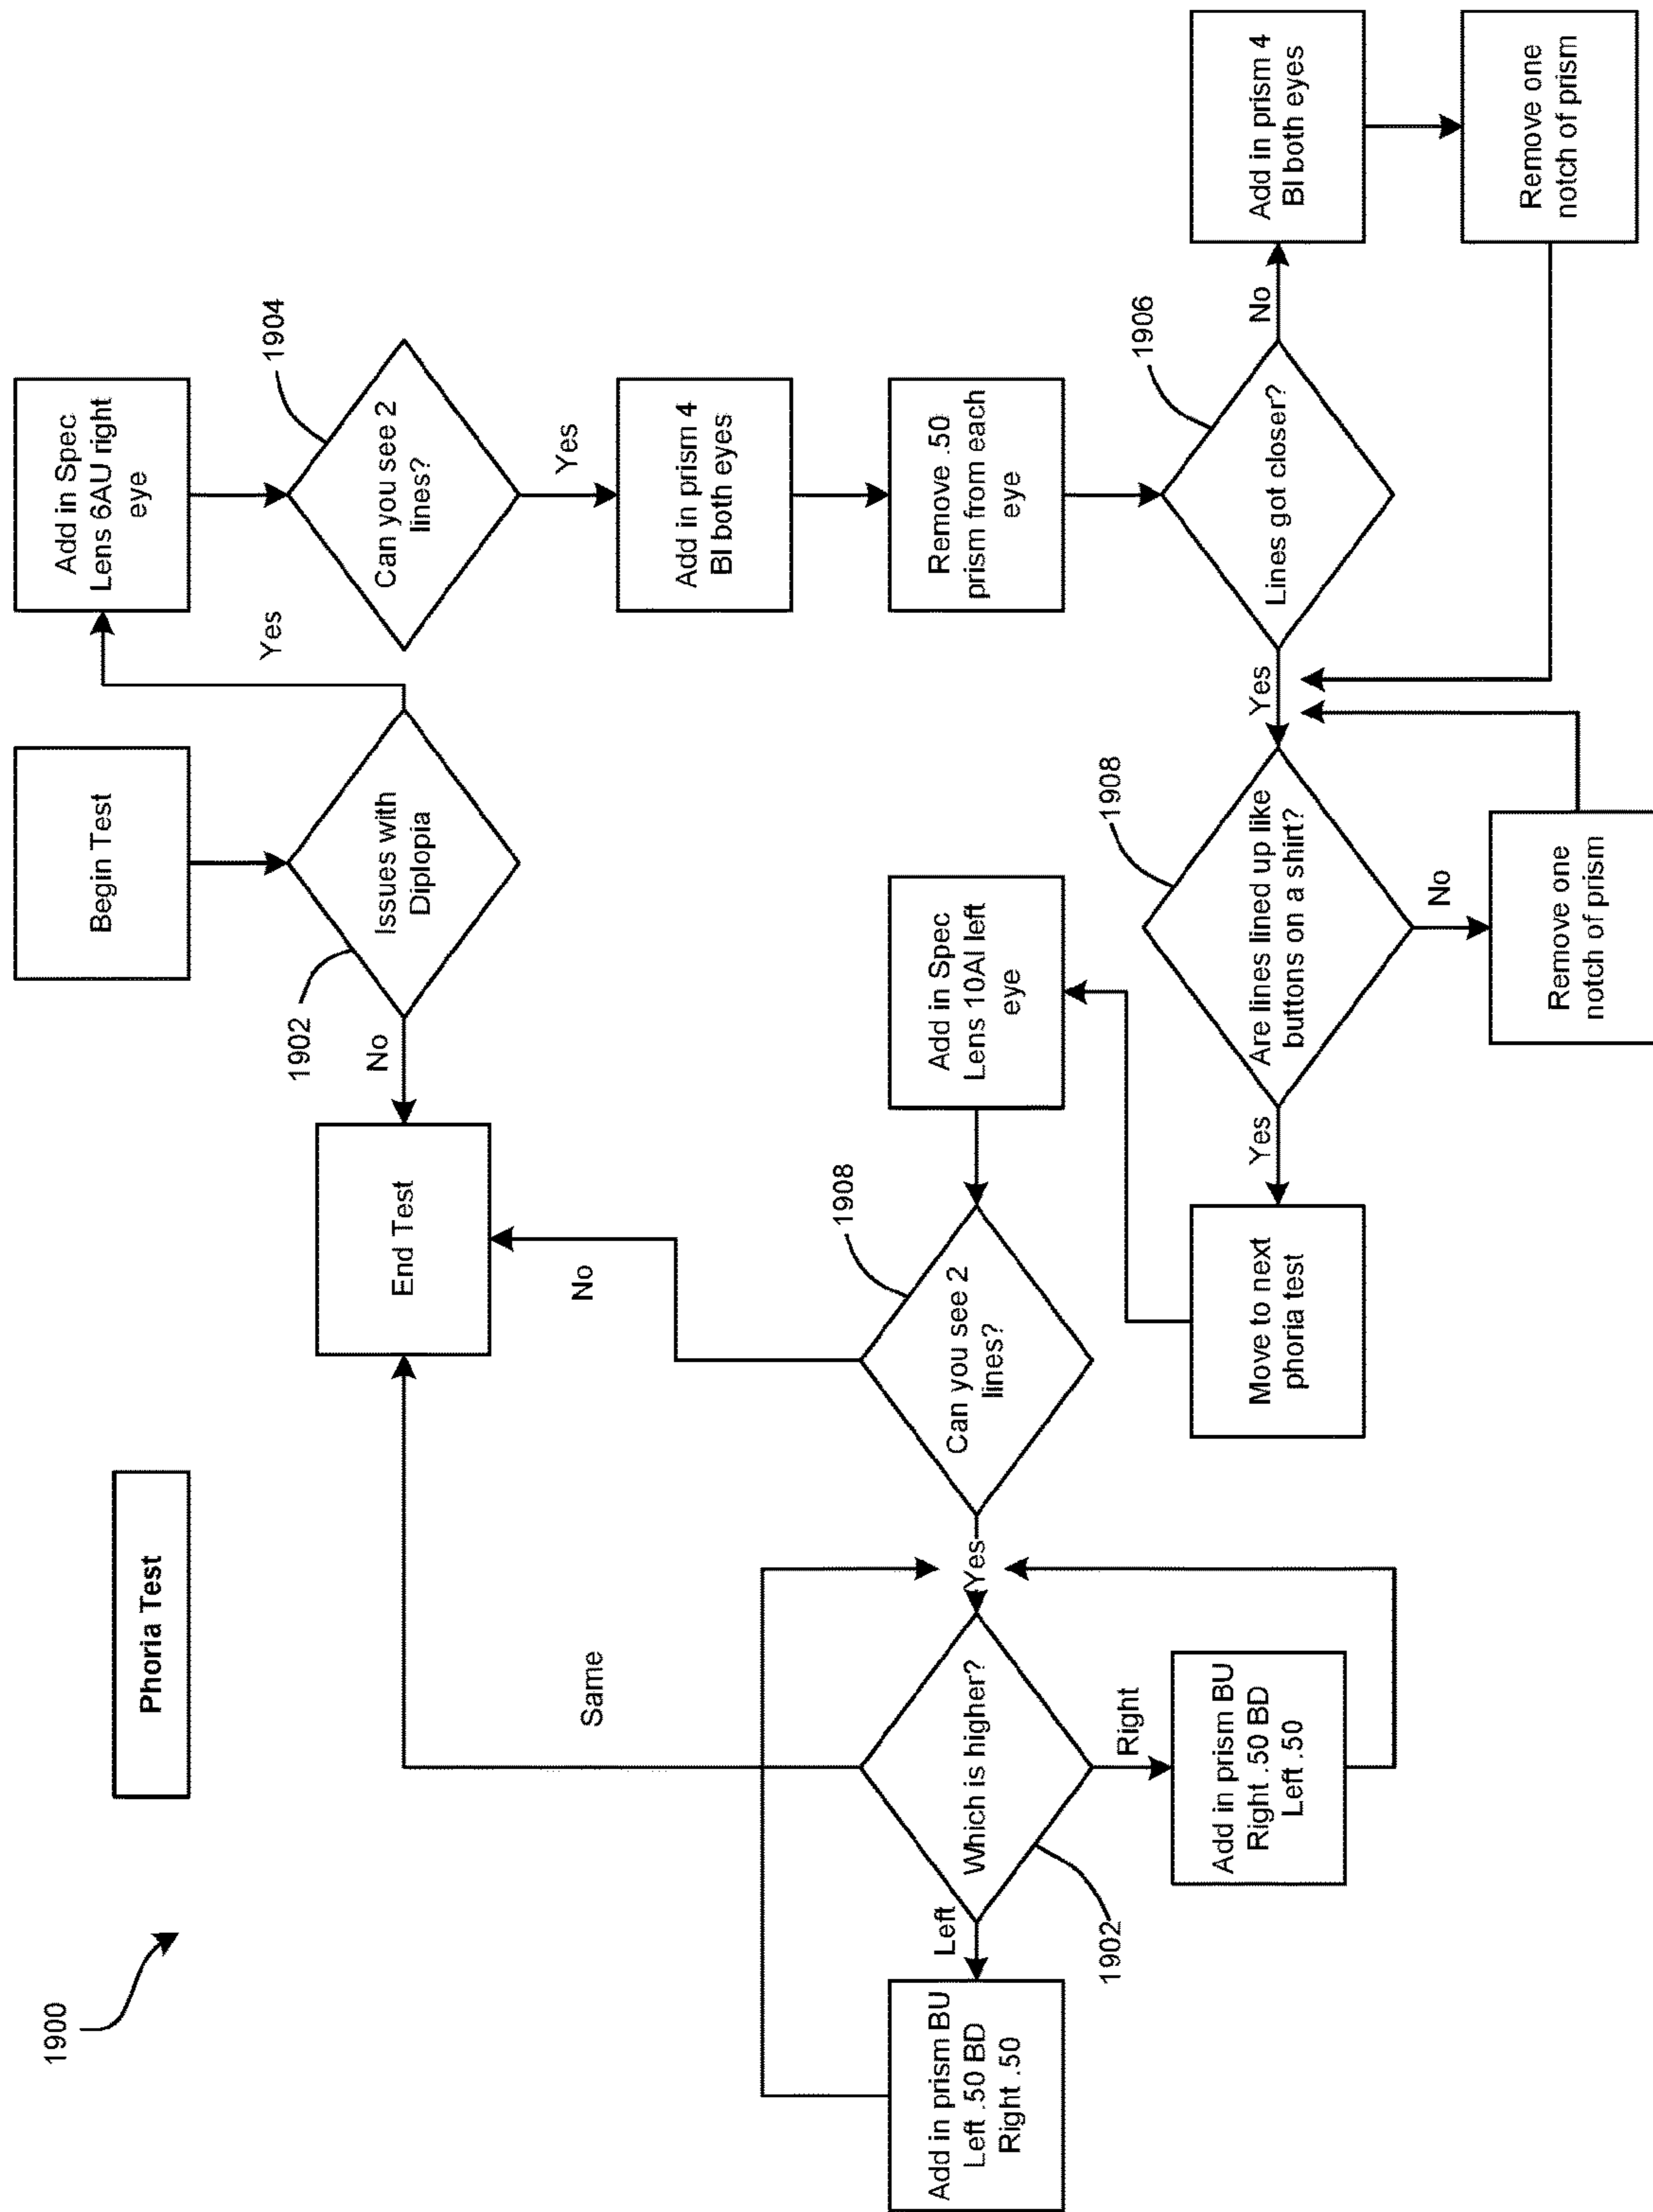 1900
Phoria Test
Begin Test
1902
Issues with
Diplopia
No
Yes
End Test
Add in Spec
Lens 6AU right
eye
1904
Can you see 2
lines?
Yes
Add in prism 4
BI both eyes
Remove .50
prism from each
eye
1906
Lines got closer?
No
Add in prism 4
BI both eyes
Remove one
notch of prism
Yes
1908
Are lines lined up like
buttons on a shirt?
No
Remove one
notch of prism
Yes
Move to next
phoria test
Add in Spec
Lens 10AI left
eye
1908
Can you see 2
lines?
No
Yes
Which is higher?
1902
Same
Left
Add in prism BU
Left .50 BD
Right .50
Right
Add in prism BU
Right .50 BD
Left .50